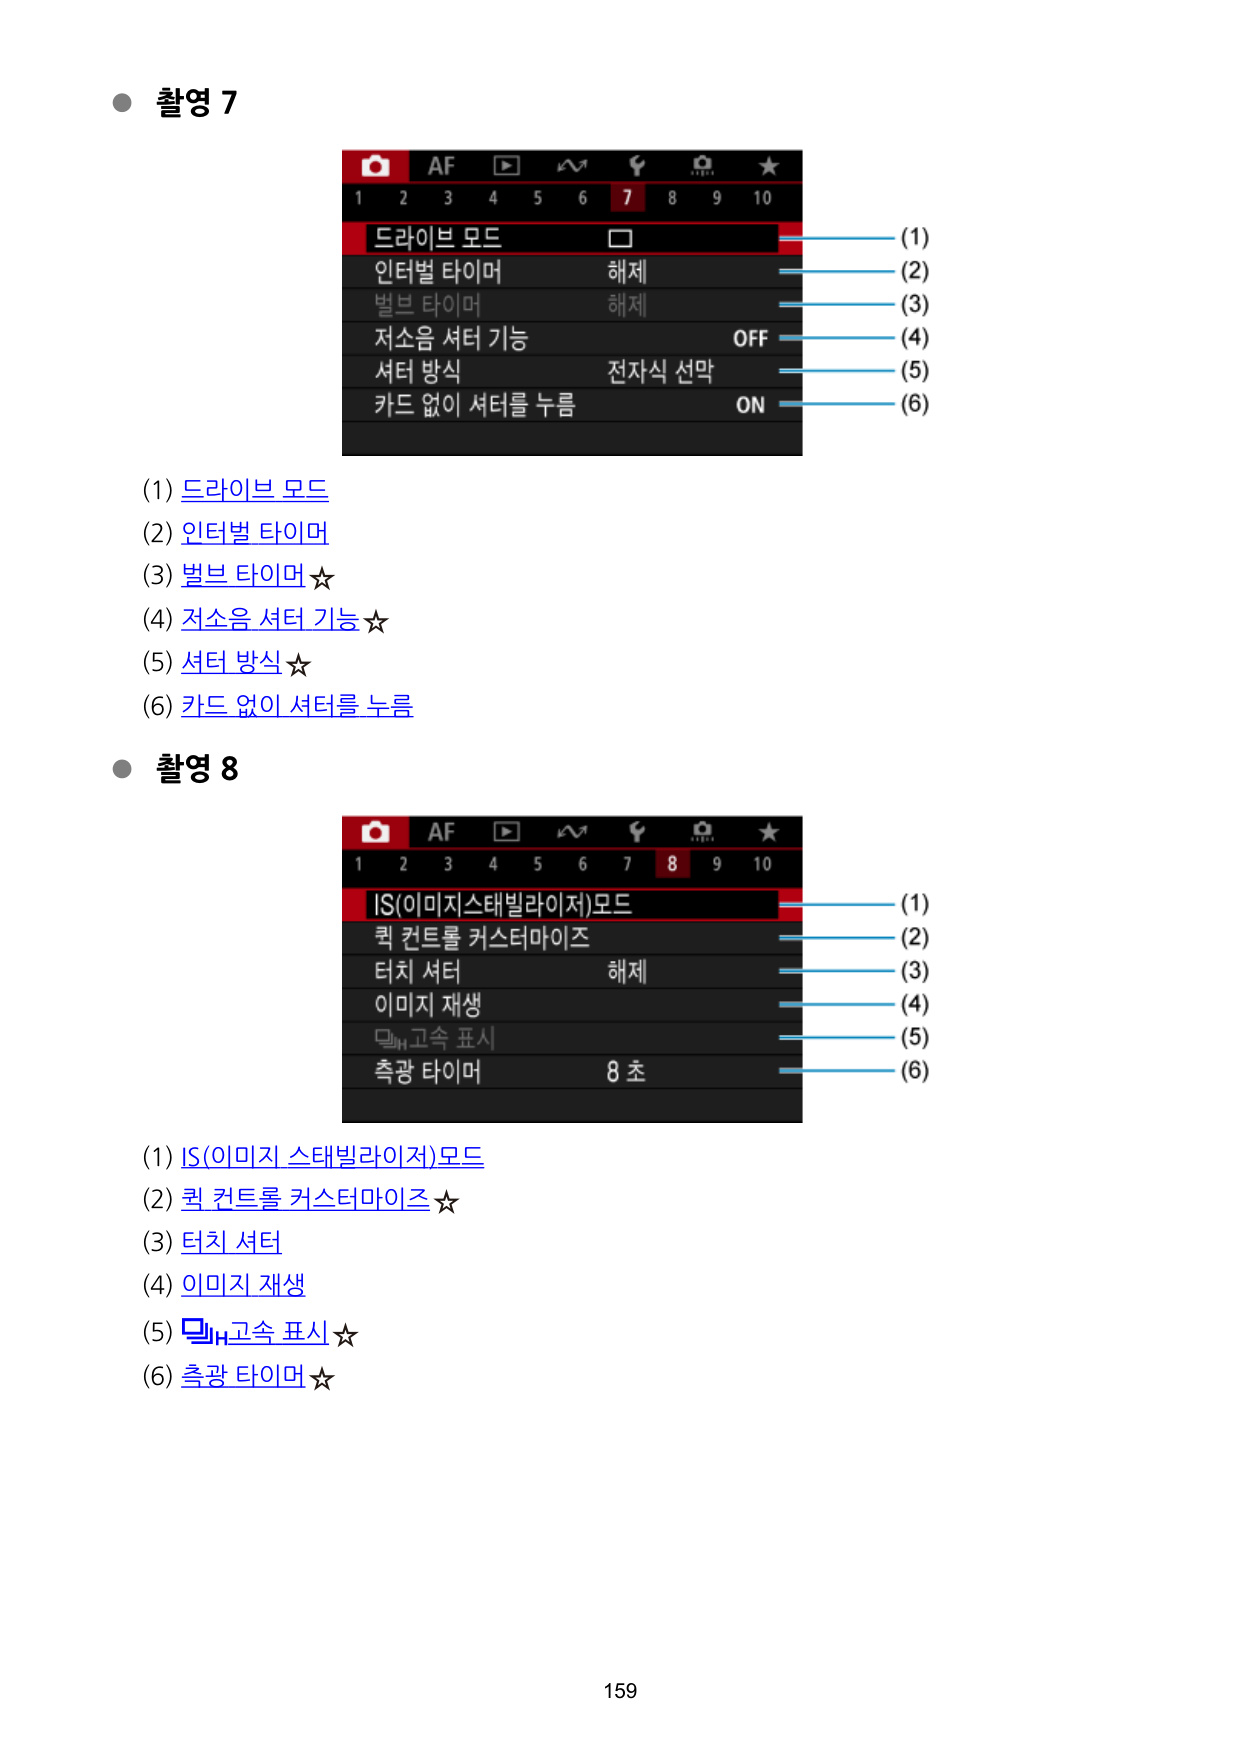 ● 촬영 7
AF
1 2 3 4 5 6 7 8 9 10
드라이브 모드 (1)
인터벌 타이머 해제 (2)
벌브 타이머 해제 (3)
저소음 셔터 기능 OFF (4)
셔터 방식 전자식 선막 (5)
카드 없이 셔터를 누름 ON (6)
(1) 드라이브 모드
(2) 인터벌 타이머
(3) 벌브 타이머☆
(4) 저소음 셔터 기능☆
(5) 셔터 방식☆
(6) 카드 없이 셔터를 누름
● 촬영 8
AF
1 2 3 4 5 6 7 8 9 10
IS(이미지스태빌라이저)모드 (1)
퀵 컨트롤 커스터마이즈 (2)
터치 셔터 해제 (3)
이미지 재생 (4)
H고속 표시 (5)
측광 타이머 8 초 (6)
(1) IS(이미지 스태빌라이저)모드
(2) 퀵 컨트롤 커스터마이즈☆
(3) 터치 셔터
(4) 이미지 재생
(5) H고속 표시☆
(6) 측광 타이머☆
159